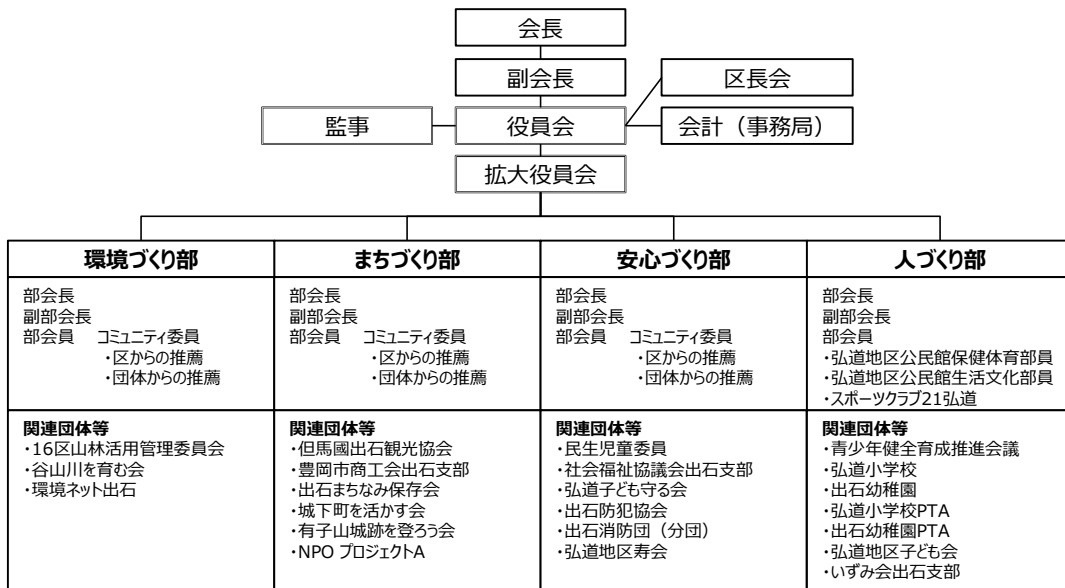 会長
副会長
区長会
監事
役員会
会計（事務局）
拡大役員会
環境づくり部
部会長
副部会長
部会員　コミュニティ委員
・区からの推薦
・団体からの推薦
関連団体等
・16区山林活用管理委員会
・谷山川を育む会
・環境ネット出石
まちづくり部
部会長
副部会長
部会員　コミュニティ委員
・区からの推薦
・団体からの推薦
関連団体等
・但馬國出石観光協会
・豊岡市商工会出石支部
・出石まちなみ保存会
・城下町を活かす会
・有子山城跡を登ろう会
・NPO プロジェクトA
安心づくり部
部会長
副部会長
部会員　コミュニティ委員
・区からの推薦
・団体からの推薦
関連団体等
・民生児童委員
・社会福祉協議会出石支部
・弘道子ども守る会
・出石防犯協会
・出石消防団（分団）
・弘道地区寿会
人づくり部
部会長
副部会長
部会員
・弘道地区公民館保健体育部員
・弘道地区公民館生活文化部員
・スポーツクラブ21弘道
関連団体等
・青少年健全育成推進会議
・弘道小学校
・出石幼稚園
・弘道小学校PTA
・出石幼稚園PTA
・弘道地区子ども会
・いずみ会出石支部